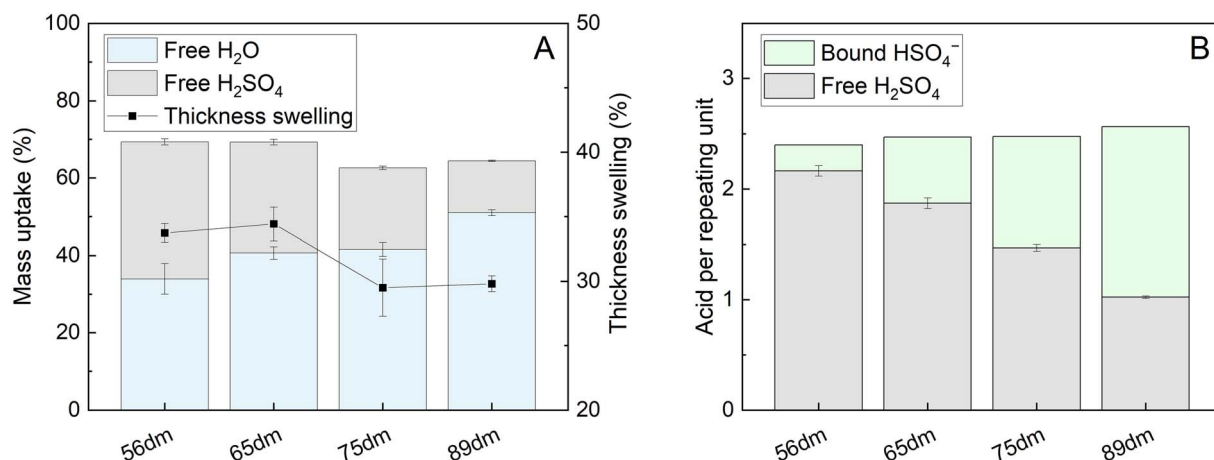 A
Free H₂O
Free H₂SO₄
Thickness swelling
Mass uptake (%)
100
80
60
40
20
0
Thickness swelling (%)
50
40
30
20
56dm
65dm
75dm
89dm
B
Bound HSO₄⁻
Free H₂SO₄
Acid per repeating unit
3
2
1
0
56dm
65dm
75dm
89dm